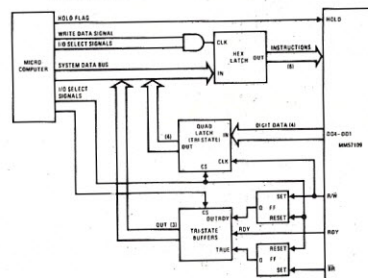 HOLD FLAG
HOLD
WRITE DATA SIGNAL
I/O SELECT SIGNALS
CLK
MICRO
COMPUTER
HEX
LATCH
OUT
INSTRUCTIONS
(6)
SYSTEM DATA BUS
IN
I/O SELECT
SIGNALS
(4)
QUAD
LATCH
(TRI-STATE)
IN
OUT
DIGIT DATA (4)
DO4-DO1
MM57109
CS
CLK
SET
Q FF
RESET
R/W
OUT (3)
CS
OUTRDY
TRI-STATE
BUFFERS
RDY
RDY
TRUE
RESET
Q FF
SET
BR